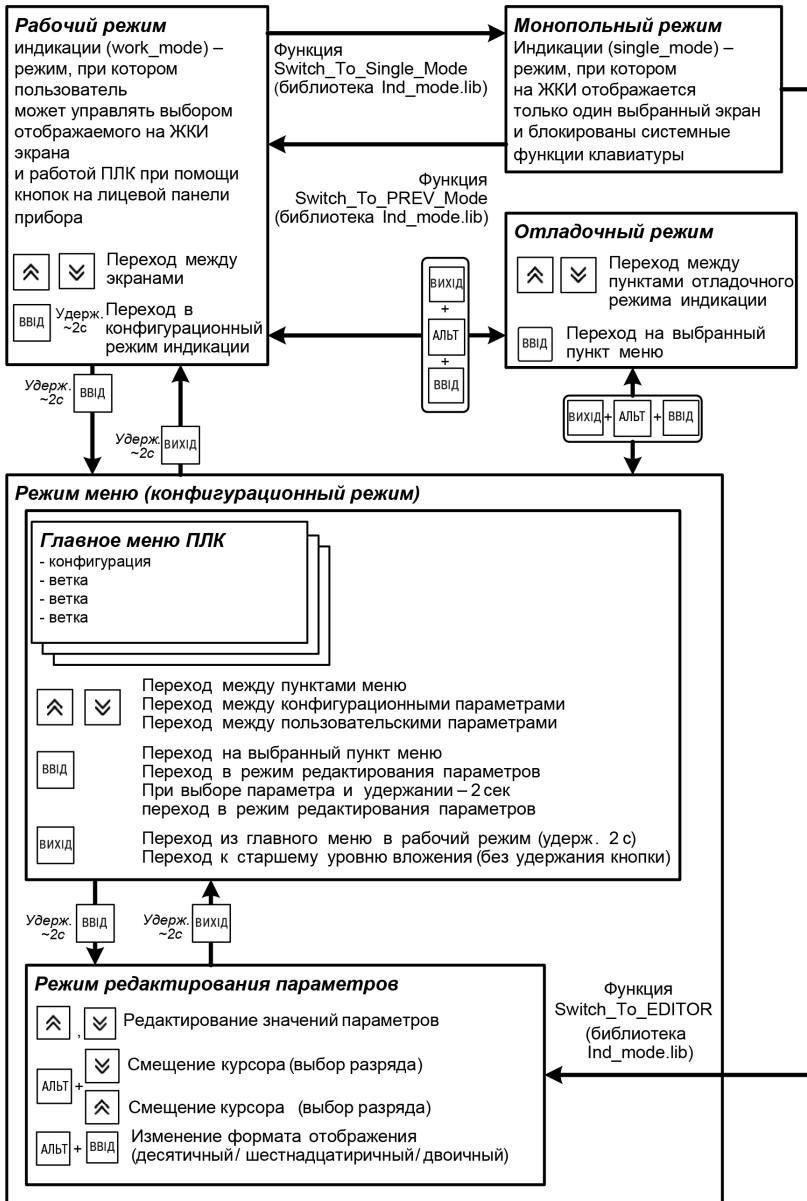 Рабочий режим
индикации (work_mode) –
режим, при котором
пользователь
может управлять выбором
отображаемого на ЖКИ
экрана
и работой ПЛК при помощи
кнопок на лицевой панели
прибора
Переход между
экранами
ВВІД
Удерж.
~2с
Переход в
конфигурационный
режим индикации
Функция
Switch_To_Single_Mode
(библиотека Ind_mode.lib)
Функция
Switch_To_PREV_Mode
(библиотека Ind_mode.lib)
Монопольный режим
Индикации (single_mode) –
режим, при котором
на ЖКИ отображается
только один выбранный экран
и блокированы системные
функции клавиатуры
Отладочный режим
Переход между
пунктами отладочного
режима индикации
ВВІД
Переход на выбранный
пункт меню
ВИХІД
+
АЛЬТ
+
ВВІД
Удерж.
~2с
ВВІД
Удерж.
~2с
ВИХІД
ВИХІД + АЛЬТ + ВВІД
Режим меню (конфигурационный режим)
Главное меню ПЛК
- конфигурация
- ветка
- ветка
- ветка
Переход между пунктами меню
Переход между конфигурационными параметрами
Переход между пользовательскими параметрами
ВВІД
Переход на выбранный пункт меню
Переход в режим редактирования параметров
При выборе параметра и удержании – 2 сек
переход в режим редактирования параметров
ВИХІД
Переход из главного меню в рабочий режим (удерж. 2 с)
Переход к старшему уровню вложения (без удержания кнопки)
Удерж.
~2с
ВВІД
Удерж.
~2с
ВИХІД
Режим редактирования параметров
, Редактирование значений параметров
АЛЬТ +
Смещение курсора (выбор разряда)
Смещение курсора (выбор разряда)
АЛЬТ + ВВІД
Изменение формата отображения
(десятичный/ шестнадцатиричный/ двоичный)
Функция
Switch_To_EDITOR
(библиотека
Ind_mode.lib)